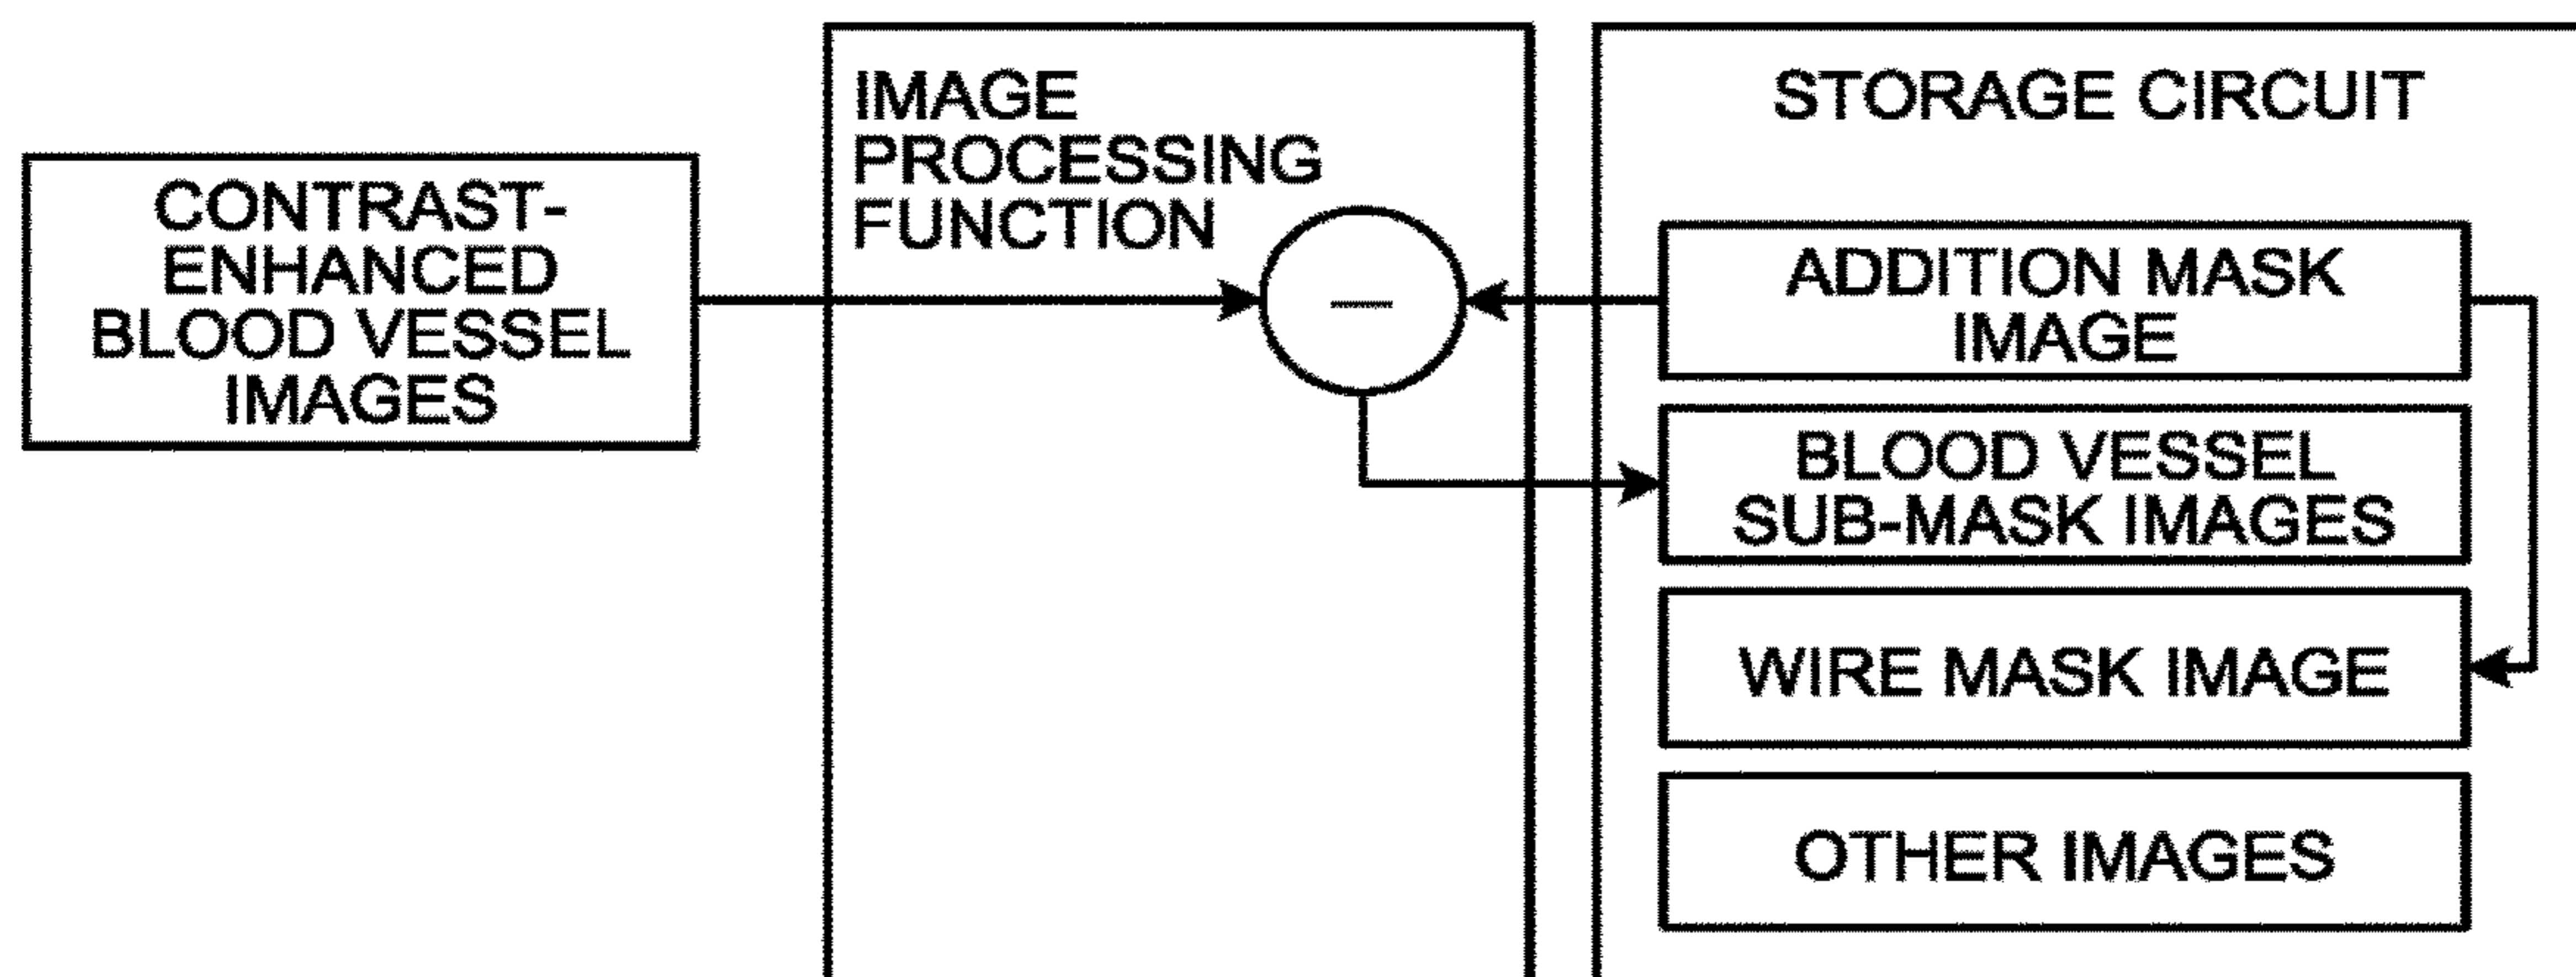 CONTRAST-
ENHANCED
BLOOD VESSEL
IMAGES
IMAGE
PROCESSING
FUNCTION
—
STORAGE CIRCUIT
ADDITION MASK
IMAGE
BLOOD VESSEL
SUB-MASK IMAGES
WIRE MASK IMAGE
OTHER IMAGES